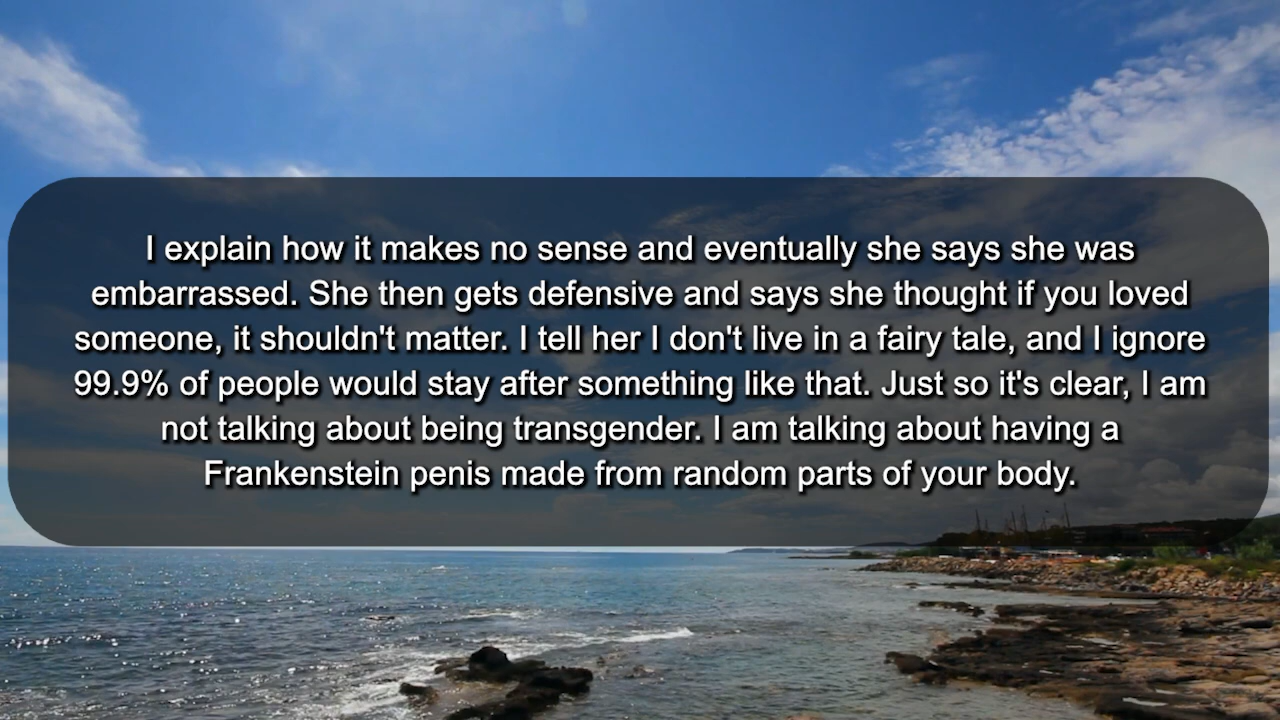 I explain how it makes no sense and eventually she says she was
embarrassed. She then gets defensive and says she thought if you loved
someone, it shouldn't matter. I tell her I don't live in a fairy tale, and I ignore
99.9% of people would stay after something like that. Just so it's clear, I am
not talking about being transgender. I am talking about having a
Frankenstein penis made from random parts of your body.